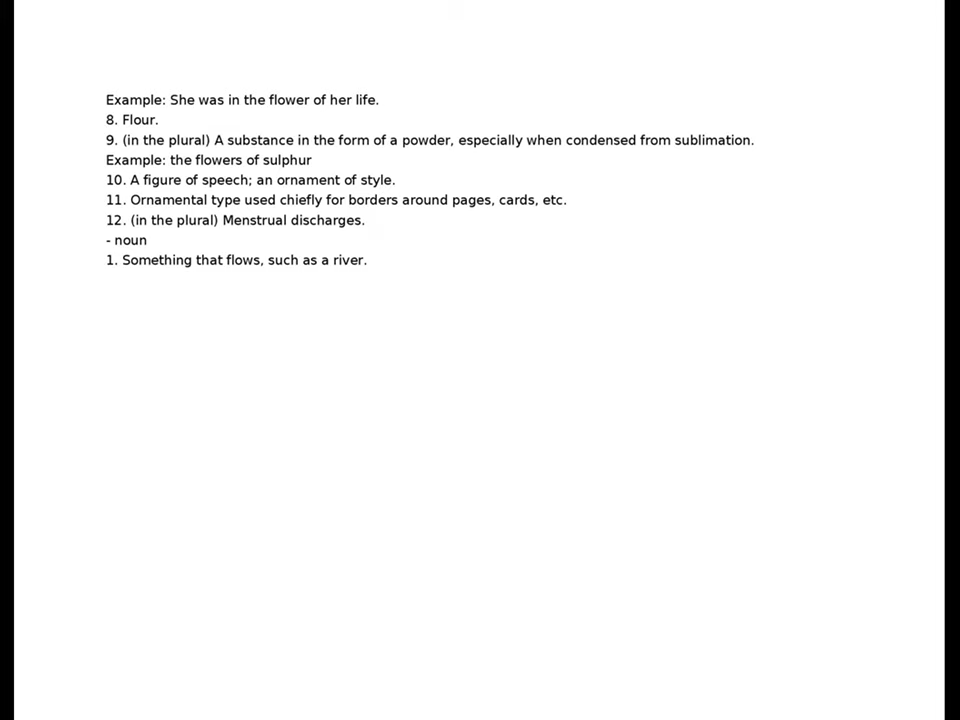 Example: She was in the flower of her life.
8. Flour.
9. (in the plural) A substance in the form of a powder, especially when condensed from sublimation.
Example: the flowers of sulphur
10. A figure of speech; an ornament of style.
11. Ornamental type used chiefly for borders around pages, cards, etc.
12. (in the plural) Menstrual discharges.
- noun
1. Something that flows, such as a river.